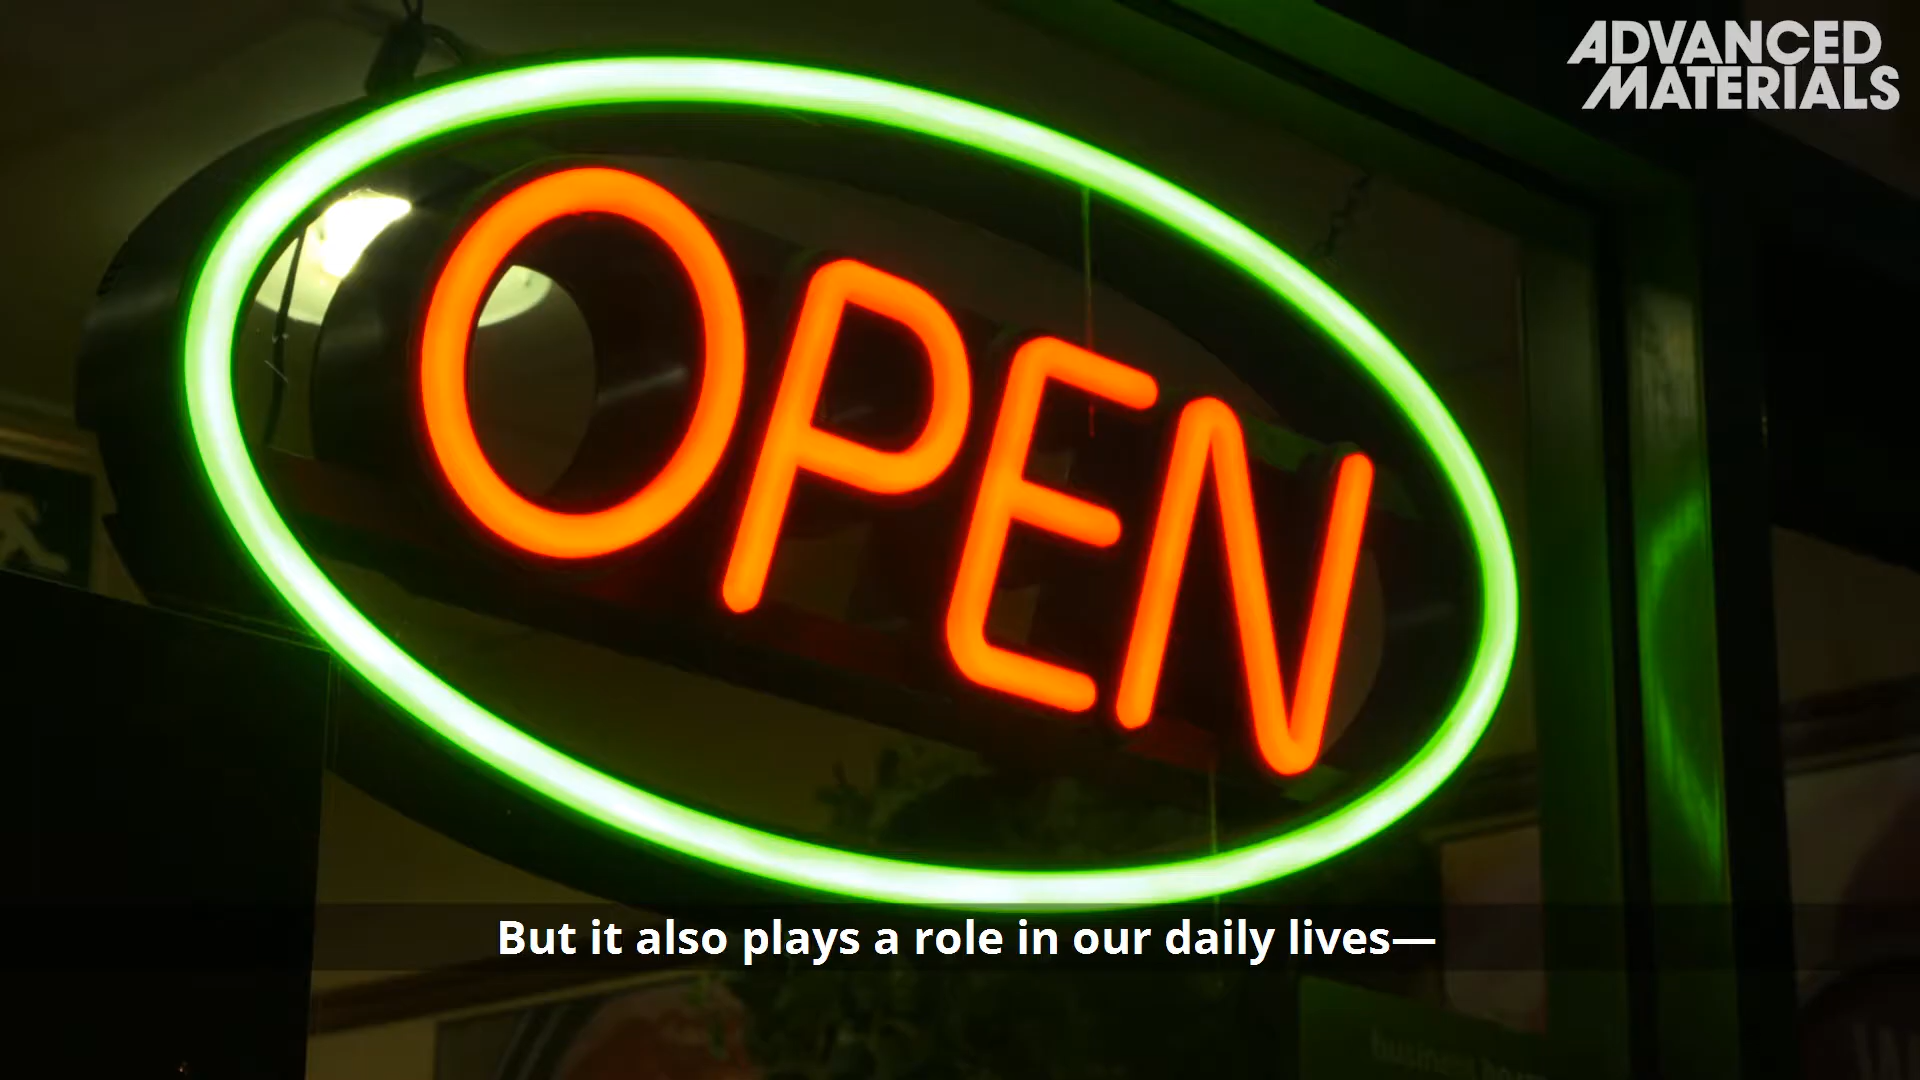 ADVANCED
MATERIALS
OPEN
But it also plays a role in our daily lives—